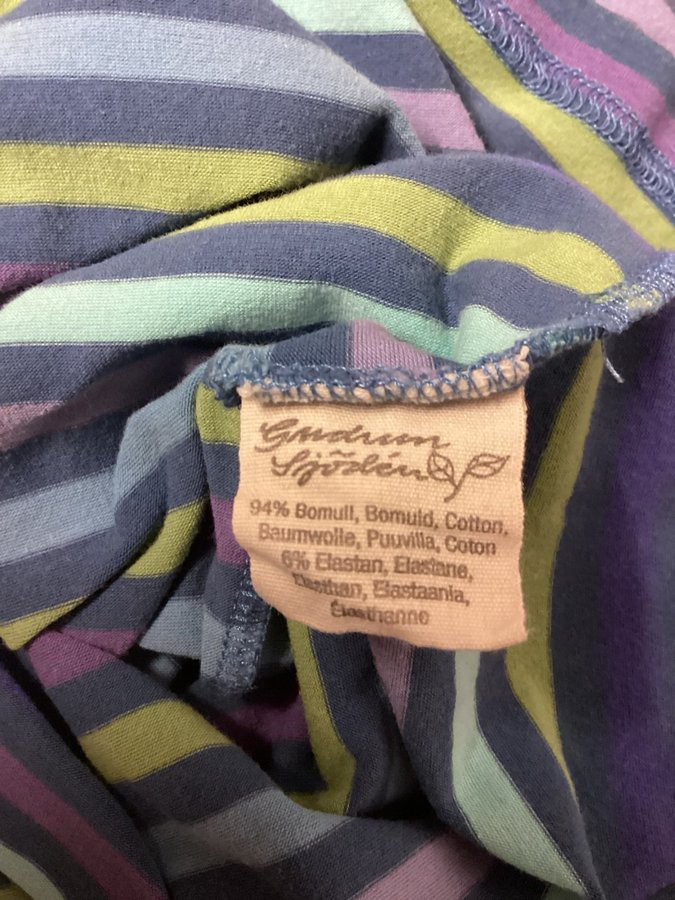 Gudrun
Sjödén
94% Bomull, Bomuld, Cotton,
Baumwolle, Puuvilla, Coton
6% Elastan, Elastane,
Elasthan, Elastaania,
Élasthanne